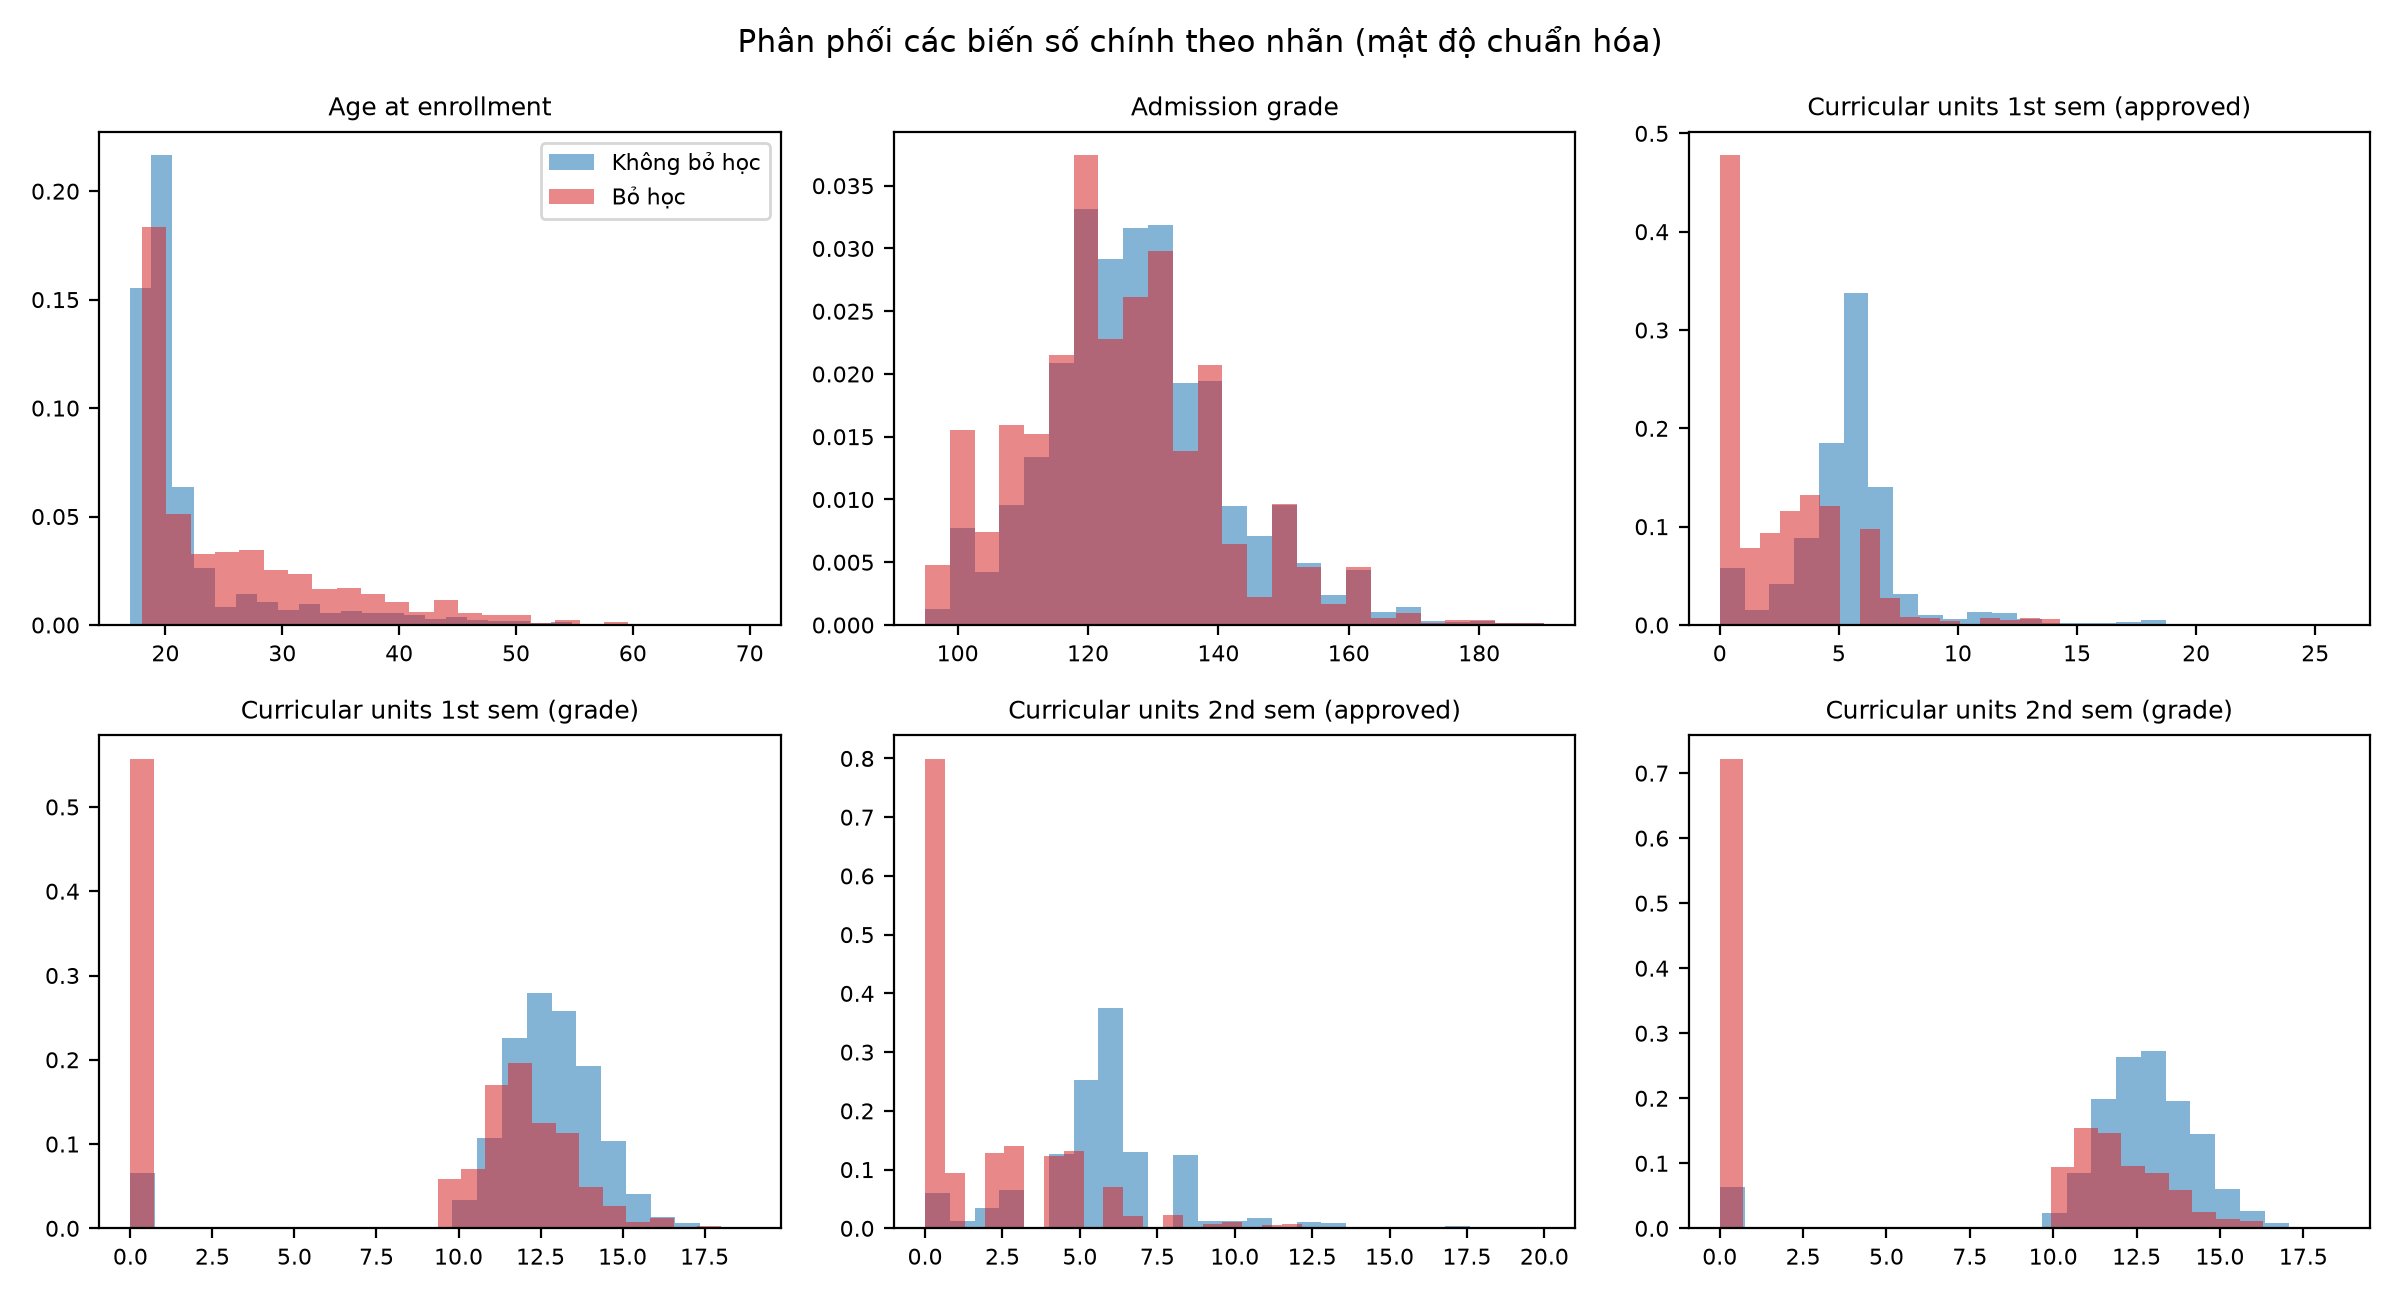 Phân phối các biến số chính theo nhãn (mật độ chuẩn hóa)
Age at enrollment
Không bỏ học
Bỏ học
0.20
0.15
0.10
0.05
0.00
20 30 40 50 60 70
Admission grade
0.035
0.030
0.025
0.020
0.015
0.010
0.005
0.000
100 120 140 160 180
Curricular units 1st sem (approved)
0.5
0.4
0.3
0.2
0.1
0.0
0 5 10 15 20 25
Curricular units 1st sem (grade)
0.5
0.4
0.3
0.2
0.1
0.0
0.0 2.5 5.0 7.5 10.0 12.5 15.0 17.5
Curricular units 2nd sem (approved)
0.8
0.7
0.6
0.5
0.4
0.3
0.2
0.1
0.0
0.0 2.5 5.0 7.5 10.0 12.5 15.0 17.5 20.0
Curricular units 2nd sem (grade)
0.7
0.6
0.5
0.4
0.3
0.2
0.1
0.0
0.0 2.5 5.0 7.5 10.0 12.5 15.0 17.5